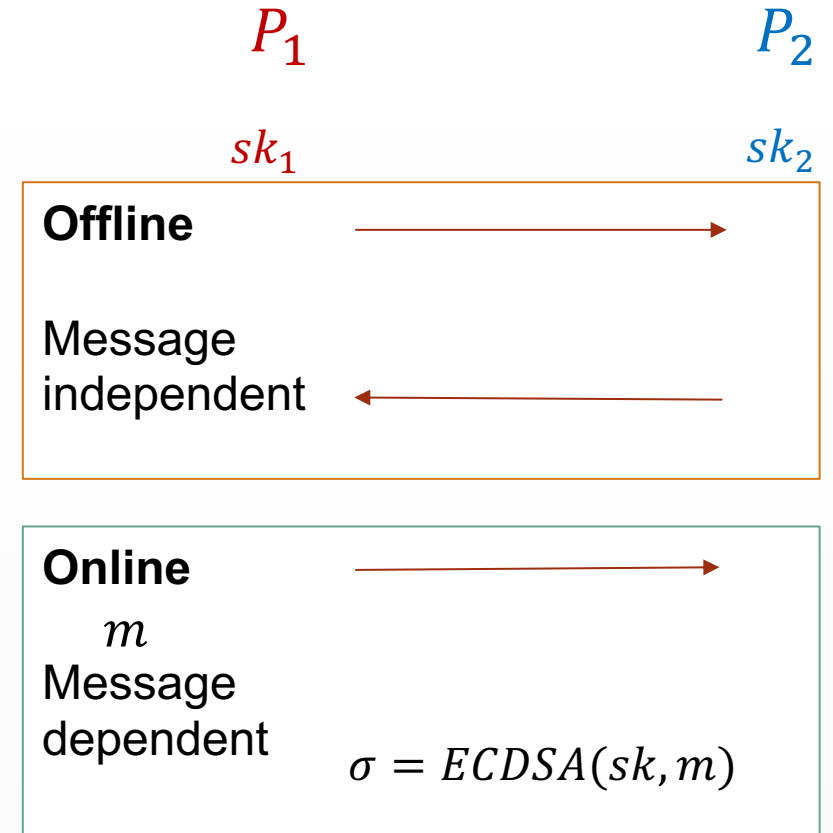 P₁ P₂
sk₁ sk₂
Offline
Message
independent
Online
m
Message
dependent
σ = ECDSA(sk, m)